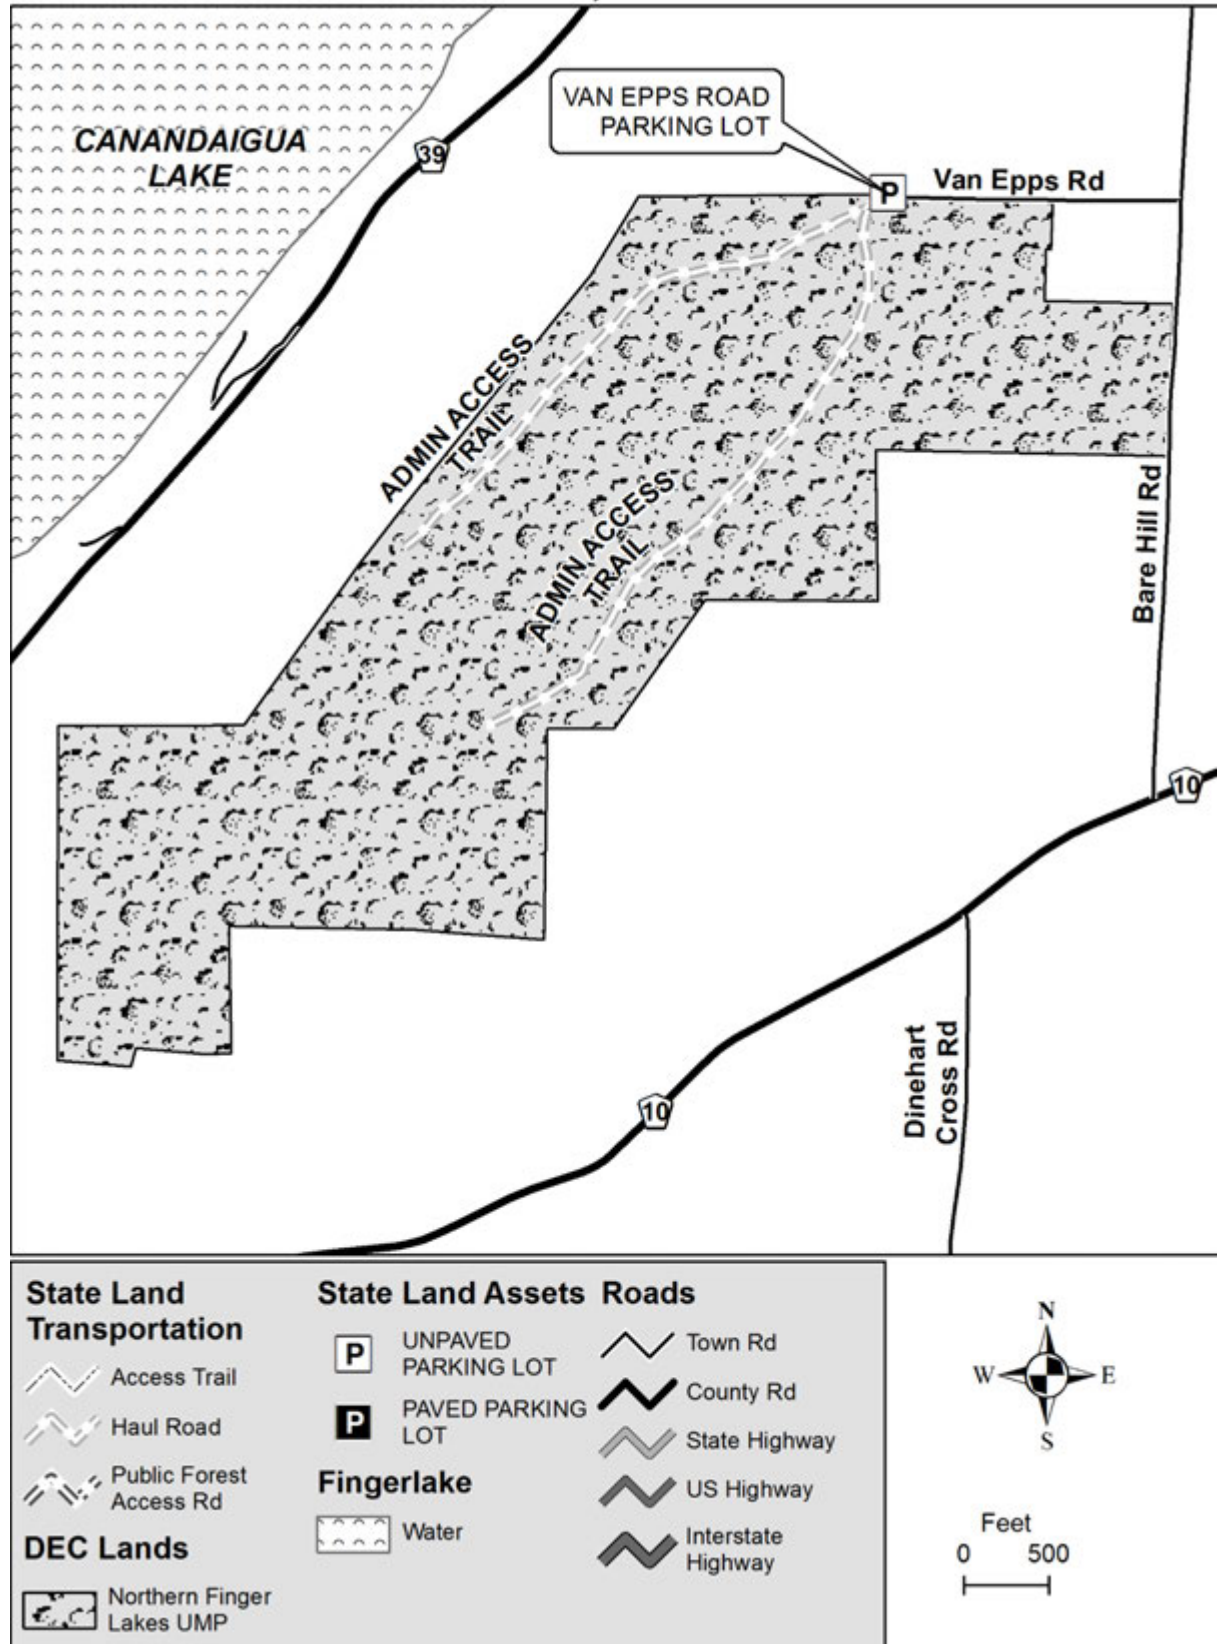 VAN EPPS ROAD
PARKING LOT
CANANDAIGUA
LAKE
39
P
Van Epps Rd
ADMIN ACCESS
TRAIL
ADMIN ACCESS
TRAIL
Bare Hill Rd
10
Dinehart
Cross Rd
10
State Land
Transportation
Access Trail
Haul Road
Public Forest
Access Rd
DEC Lands
Northern Finger
Lakes UMP
State Land Assets
P
UNPAVED
PARKING LOT
P
PAVED PARKING
LOT
Fingerlake
Water
Roads
Town Rd
County Rd
State Highway
US Highway
Interstate
Highway
N
W E
S
Feet
0 500